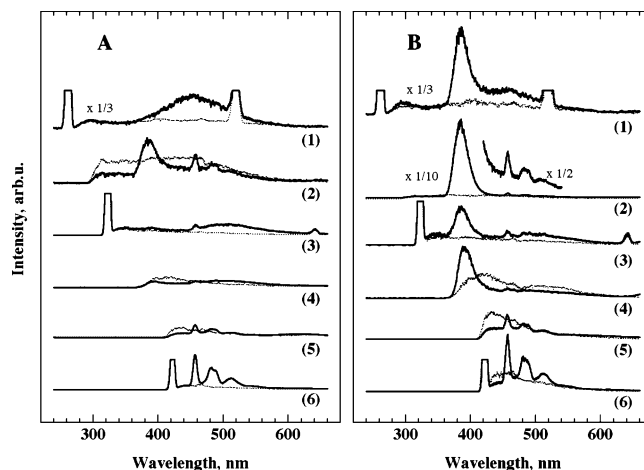 A
x 1/3
(1)
(2)
(3)
(4)
(5)
(6)
300 400 500 600
Wavelength, nm
Intensity, arb.u.
B
x 1/3
(1)
x 1/10
x 1/2
(2)
(3)
(4)
(5)
(6)
300 400 500 600
Wavelength, nm